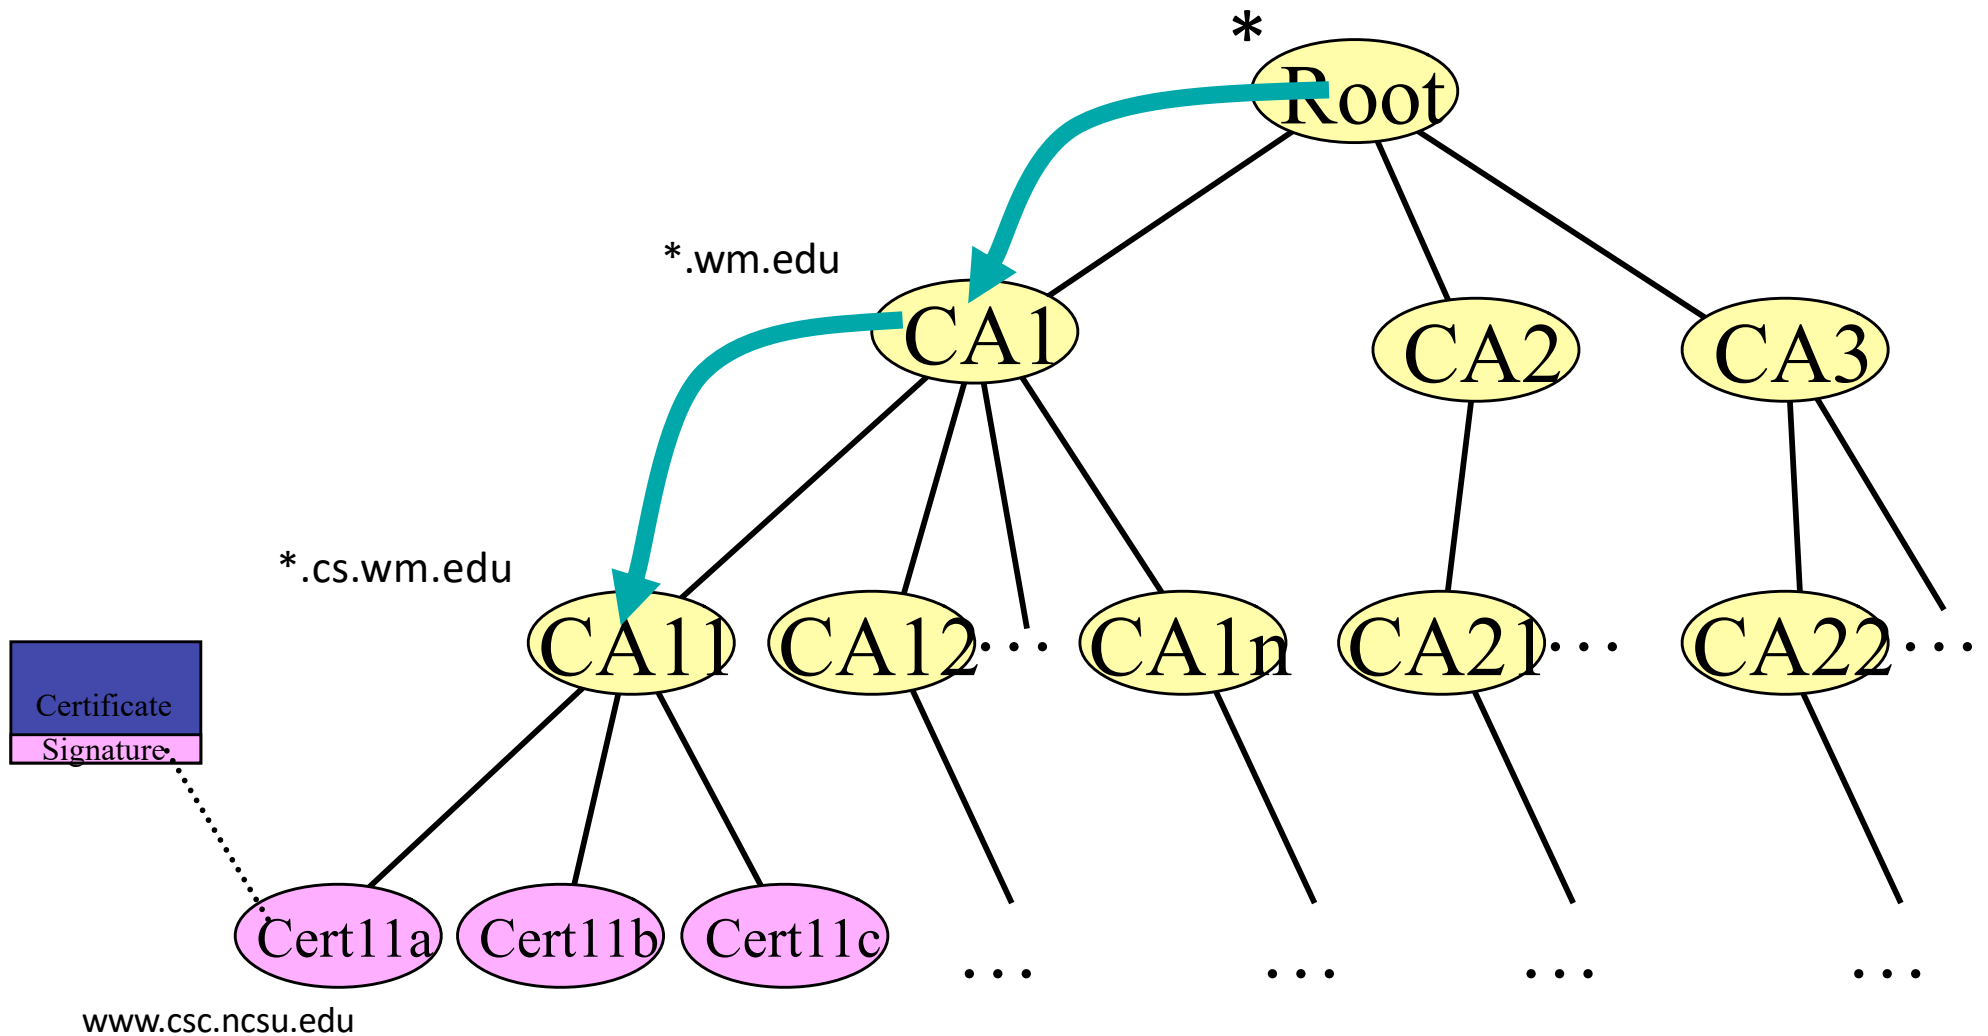 *
Root
*.wm.edu
CA1
CA2
CA3
*.cs.wm.edu
CA11
CA12
...
CA1n
CA21
...
CA22
...
Certificate
Signature
Cert11a
Cert11b
Cert11c
...
...
...
...
www.csc.ncsu.edu